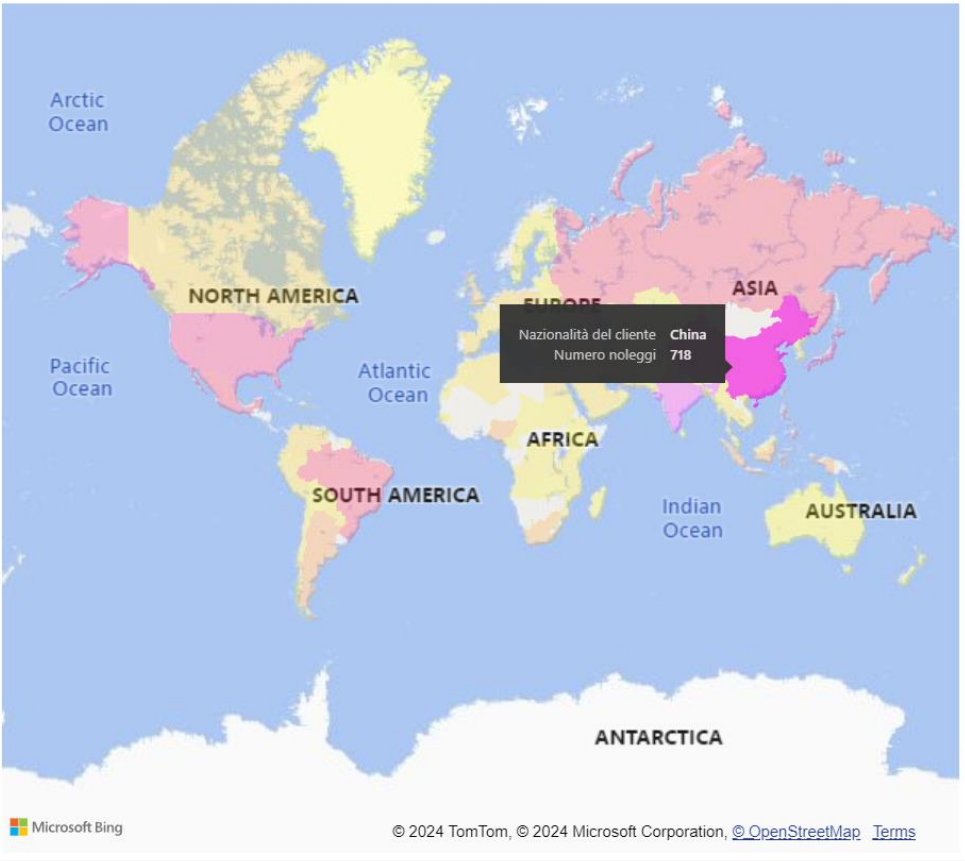 Arctic
Ocean
NORTH AMERICA
EUROPE
ASIA
Nazionalità del cliente China
Numero noleggi 718
Pacific
Ocean
Atlantic
Ocean
AFRICA
SOUTH AMERICA
Indian
Ocean
AUSTRALIA
ANTARCTICA
Microsoft Bing
© 2024 TomTom, © 2024 Microsoft Corporation, © OpenStreetMap Terms